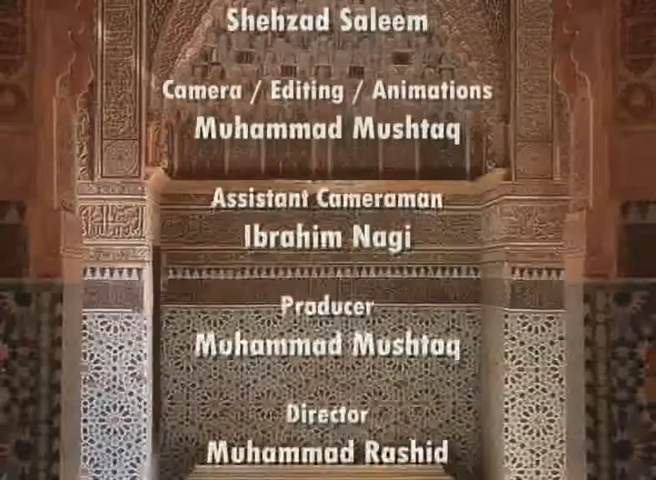 Shehzad Saleem
Camera / Editing / Animations
Muhammad Mushtaq
Assistant Cameraman
Ibrahim Nagi
Producer
Muhammad Mushtaq
Director
Muhammad Rashid